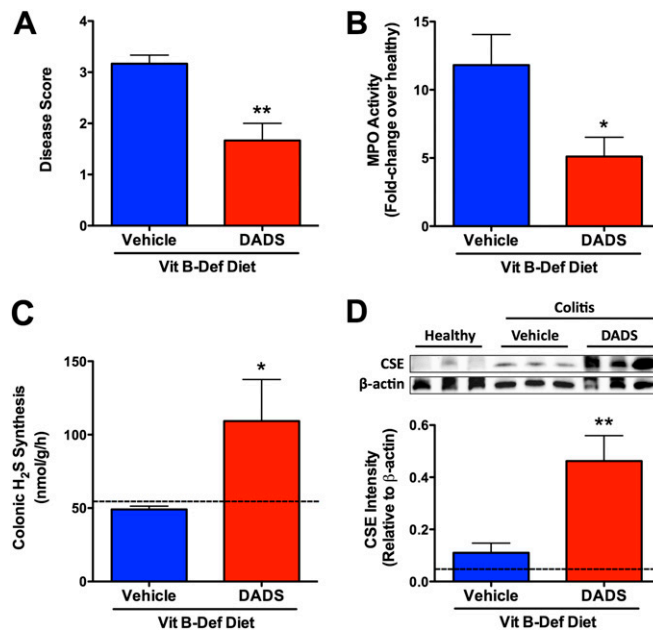 A
Disease Score
4
3
2
1
0
**
Vehicle
DADS
Vit B-Def Diet
B
MPO Activity
(Fold-change over healthy)
15
10
5
0
*
Vehicle
DADS
Vit B-Def Diet
C
Colonic H₂S Synthesis
(nmol/g/h)
150
100
50
0
*
Vehicle
DADS
Vit B-Def Diet
D
Colitis
Healthy Vehicle DADS
CSE
β-actin
CSE Intensity
(Relative to β-actin)
0.6
0.4
0.2
0.0
**
Vehicle
DADS
Vit B-Def Diet